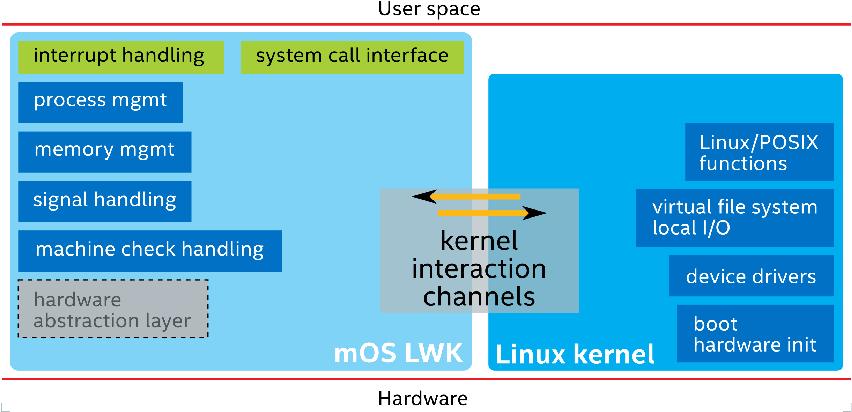 User space
interrupt handling
system call interface
process mgmt
memory mgmt
signal handling
machine check handling
hardware
abstraction layer
mOS LWK
kernel
interaction
channels
Linux/POSIX
functions
virtual file system
local I/O
device drivers
boot
hardware init
Linux kernel
Hardware